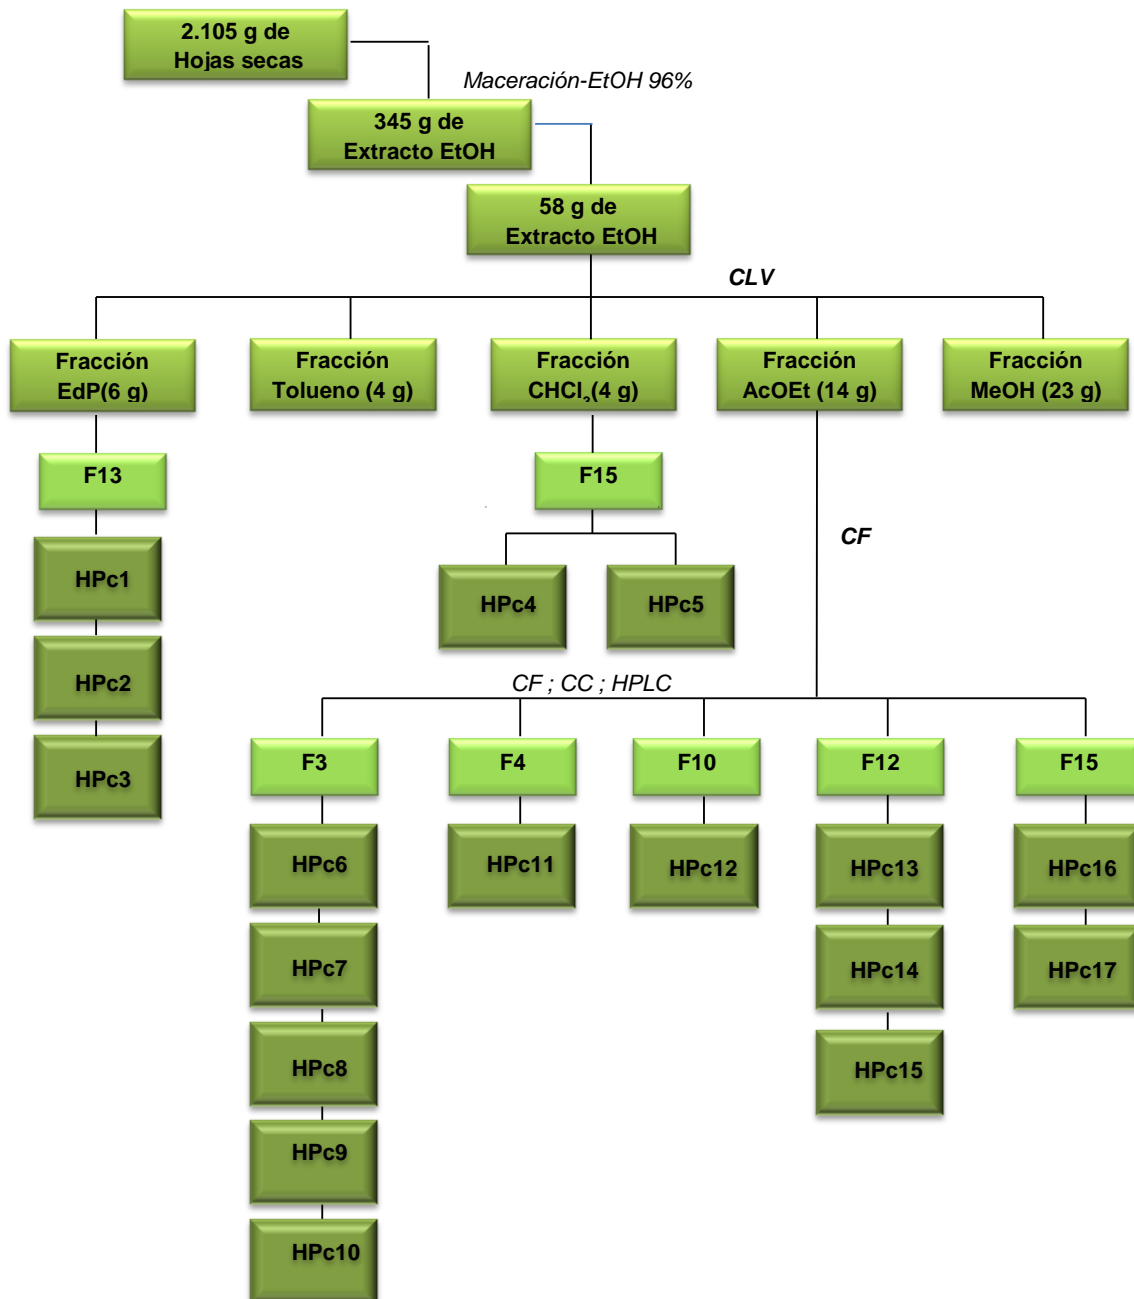 2.105 g de
Hojas secas
Maceración-EtOH 96%
345 g de
Extracto EtOH
58 g de
Extracto EtOH
CLV
Fracción
EdP(6 g)
Fracción
Tolueno (4 g)
Fracción
CHCl₃(4 g)
Fracción
AcOEt (14 g)
Fracción
MeOH (23 g)
F13
F15
CF
HPc1
HPc4
HPc5
HPc2
CF ; CC ; HPLC
HPc3
F3
F4
F10
F12
F15
HPc6
HPc11
HPc12
HPc13
HPc16
HPc7
HPc14
HPc17
HPc8
HPc15
HPc9
HPc10